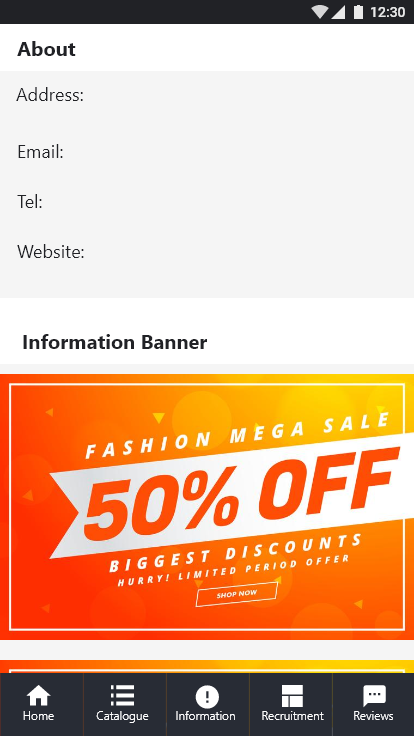 12:30
About
Address:
Email:
Tel:
Website:
Information Banner
FASHION MEGA SALE
50% OFF
BIGGEST DISCOUNTS
HURRY! LIMITED PERIOD OFFER
SHOP NOW
Home
Catalogue
Information
Recruitment
Reviews